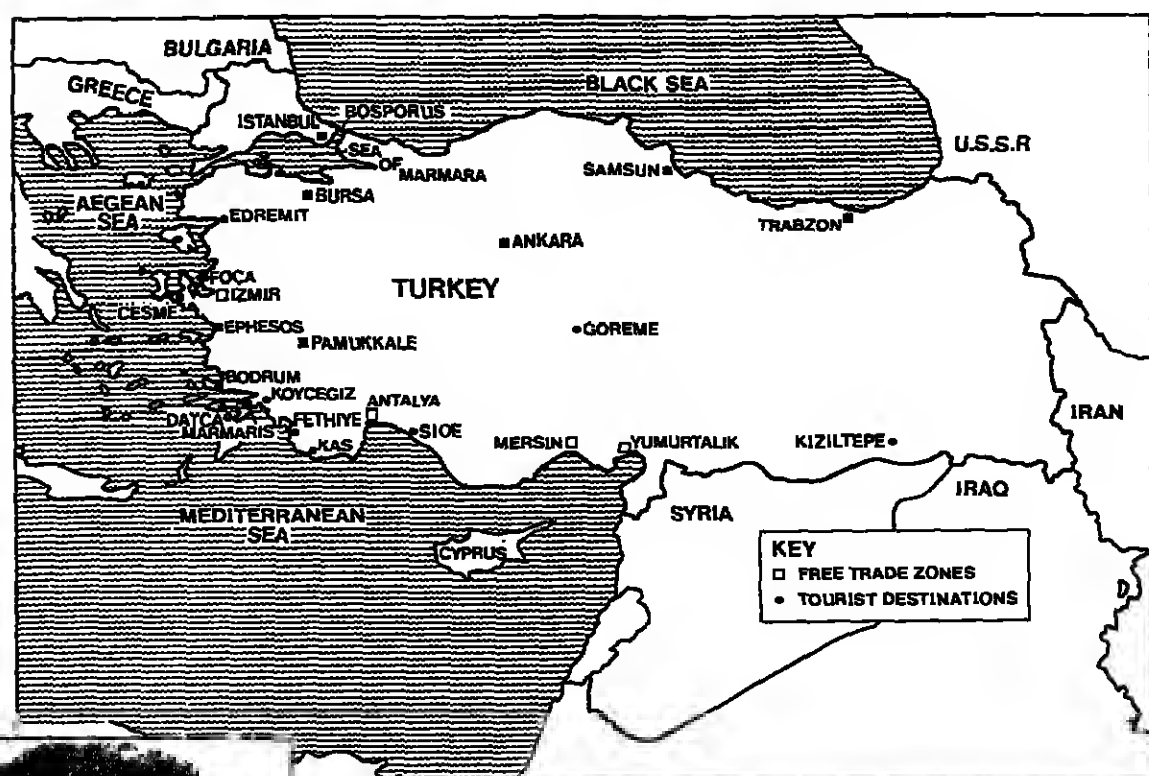 BULGARIA
GREECE
BLACK SEA
ISTANBUL
BOSPORUS
SEA
OF
MARMARA
U.S.S.R
SAMSUN
BURSA
AEGEAN
SEA
EDREMIT
TRABZON
ANKARA
FOÇA
IZMIR
TURKEY
CESME
EPHESOS
PAMUKKALE
GOREME
BODRUM
KOYCEGIZ
ANTALYA
DATCA
MARMARIS
FETHIYE
KAS
SIOE
MERSIN
YUMURTALIK
KIZILTEPE
IRAN
IRAQ
SYRIA
MEDITERRANEAN
SEA
CYPRUS
KEY
FREE TRADE ZONES
TOURIST DESTINATIONS